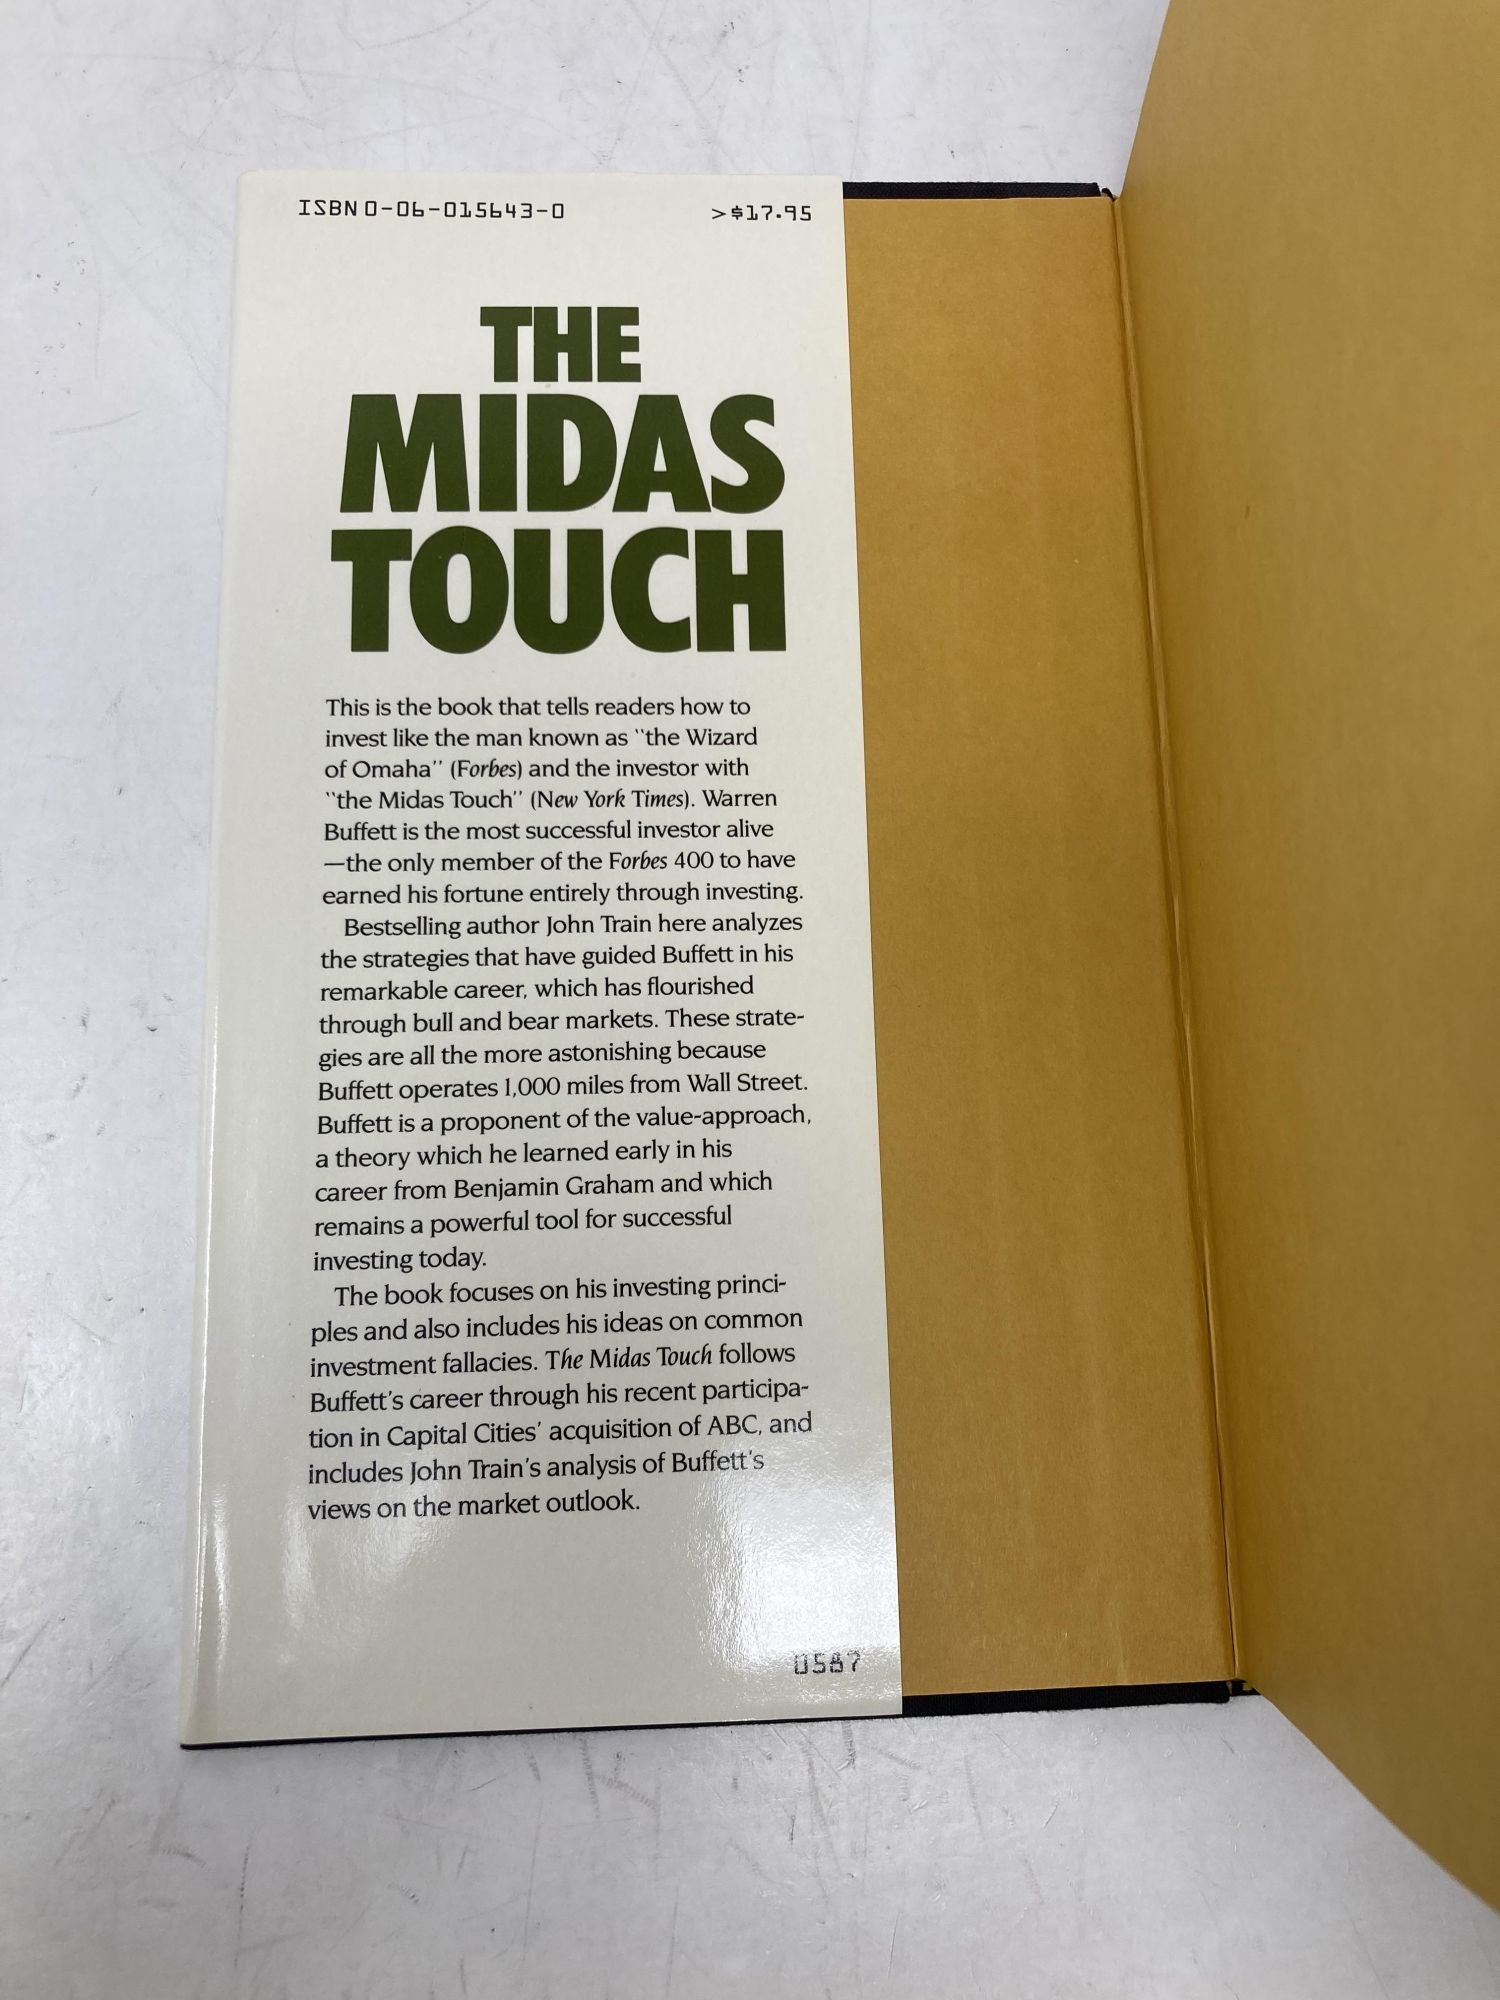 ISBN 0-06-015643-0 >$17.95
THE
MIDAS
TOUCH
This is the book that tells readers how to
invest like the man known as "the Wizard
of Omaha" (Forbes) and the investor with
"the Midas Touch" (New York Times). Warren
Buffett is the most successful investor alive
—the only member of the Forbes 400 to have
earned his fortune entirely through investing.
Bestselling author John Train here analyzes
the strategies that have guided Buffett in his
remarkable career, which has flourished
through bull and bear markets. These strate-
gies are all the more astonishing because
Buffett operates 1,000 miles from Wall Street.
Buffett is a proponent of the value-approach,
a theory which he learned early in his
career from Benjamin Graham and which
remains a powerful tool for successful
investing today.
The book focuses on his investing princi-
ples and also includes his ideas on common
investment fallacies. The Midas Touch follows
Buffett's career through his recent participa-
tion in Capital Cities' acquisition of ABC, and
includes John Train's analysis of Buffett's
views on the market outlook.
0587